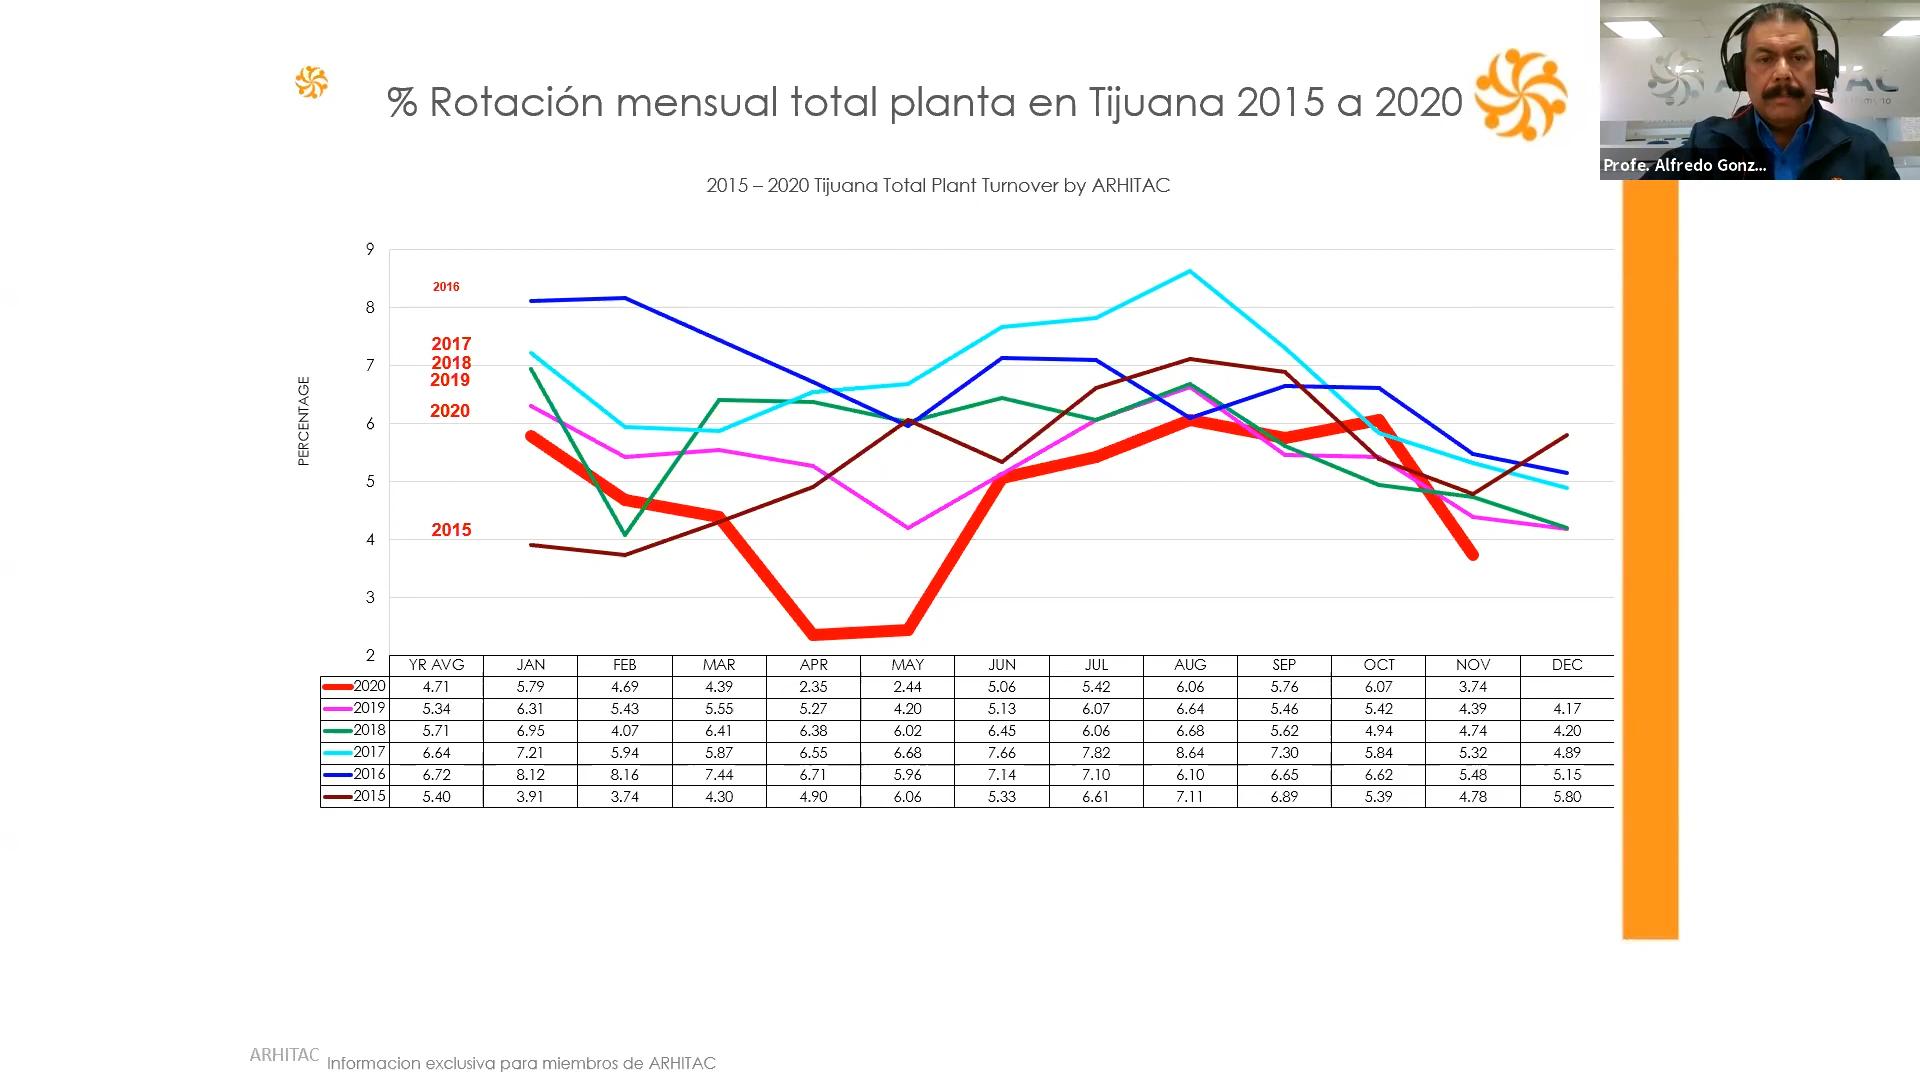 % Rotación mensual total planta en Tijuana 2015 a 2020
Profe. Alfredo Gonz...
2015 – 2020 Tijuana Total Plant Turnover by ARHITAC
PERCENTAGE
9
8
7
6
5
4
3
2
2016
2017
2018
2019
2020
2015
YR AVG JAN FEB MAR APR MAY JUN JUL AUG SEP OCT NOV DEC
2020 4.71 5.79 4.69 4.39 2.35 2.44 5.06 5.42 6.06 5.76 6.07 3.74
2019 5.34 6.31 5.43 5.55 5.27 4.20 5.13 6.07 6.64 5.46 5.42 4.39 4.17
2018 5.71 6.95 4.07 6.41 6.38 6.02 6.45 6.06 6.68 5.62 4.94 4.74 4.20
2017 6.64 7.21 5.94 5.87 6.55 6.68 7.66 7.82 8.64 7.30 5.84 5.32 4.89
2016 6.72 8.12 8.16 7.44 6.71 5.96 7.14 7.10 6.10 6.65 6.62 5.48 5.15
2015 5.40 3.91 3.74 4.30 4.90 6.06 5.33 6.61 7.11 6.89 5.39 4.78 5.80
ARHITAC Informacion exclusiva para miembros de ARHITAC